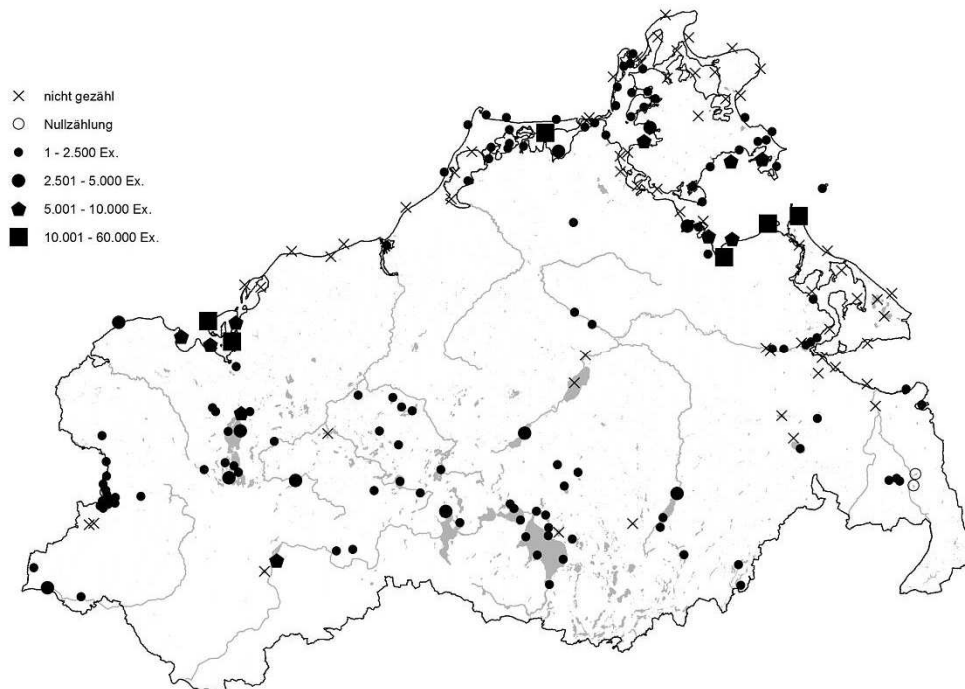 nicht gezähl
Nullzählung
1 - 2.500 Ex.
2.501 - 5.000 Ex.
5.001 - 10.000 Ex.
10.001 - 60.000 Ex.